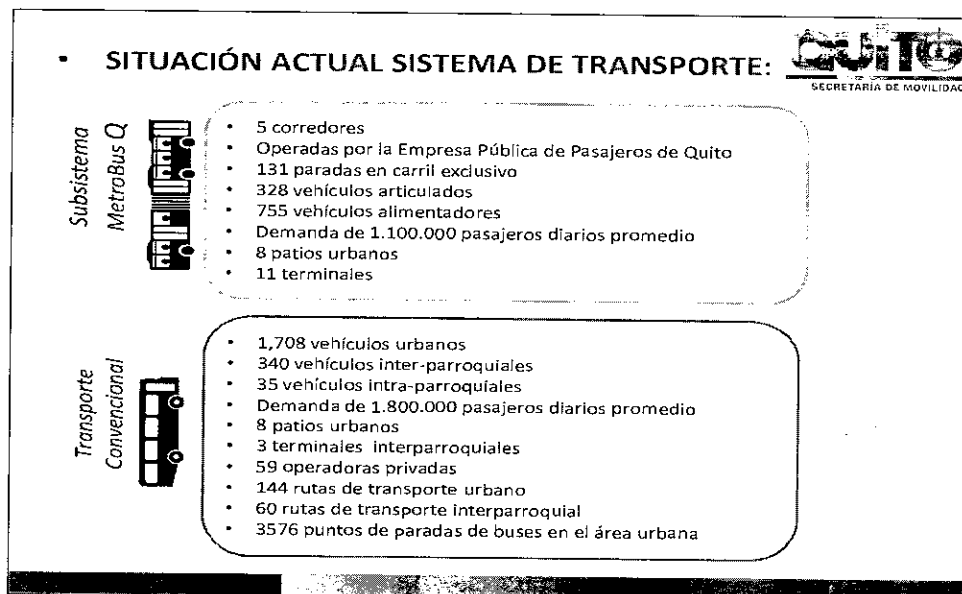 • SITUACIÓN ACTUAL SISTEMA DE TRANSPORTE:
QUITO
SECRETARÍA DE MOVILIDAD
Subsistema
MetroBus Q
• 5 corredores
• Operadas por la Empresa Pública de Pasajeros de Quito
• 131 paradas en carril exclusivo
• 328 vehículos articulados
• 755 vehículos alimentadores
• Demanda de 1.100.000 pasajeros diarios promedio
• 8 patios urbanos
• 11 terminales
Transporte
Convencional
• 1,708 vehículos urbanos
• 340 vehículos inter-parroquiales
• 35 vehículos intra-parroquiales
• Demanda de 1.800.000 pasajeros diarios promedio
• 8 patios urbanos
• 3 terminales interparroquiales
• 59 operadoras privadas
• 144 rutas de transporte urbano
• 60 rutas de transporte interparroquial
• 3576 puntos de paradas de buses en el área urbana